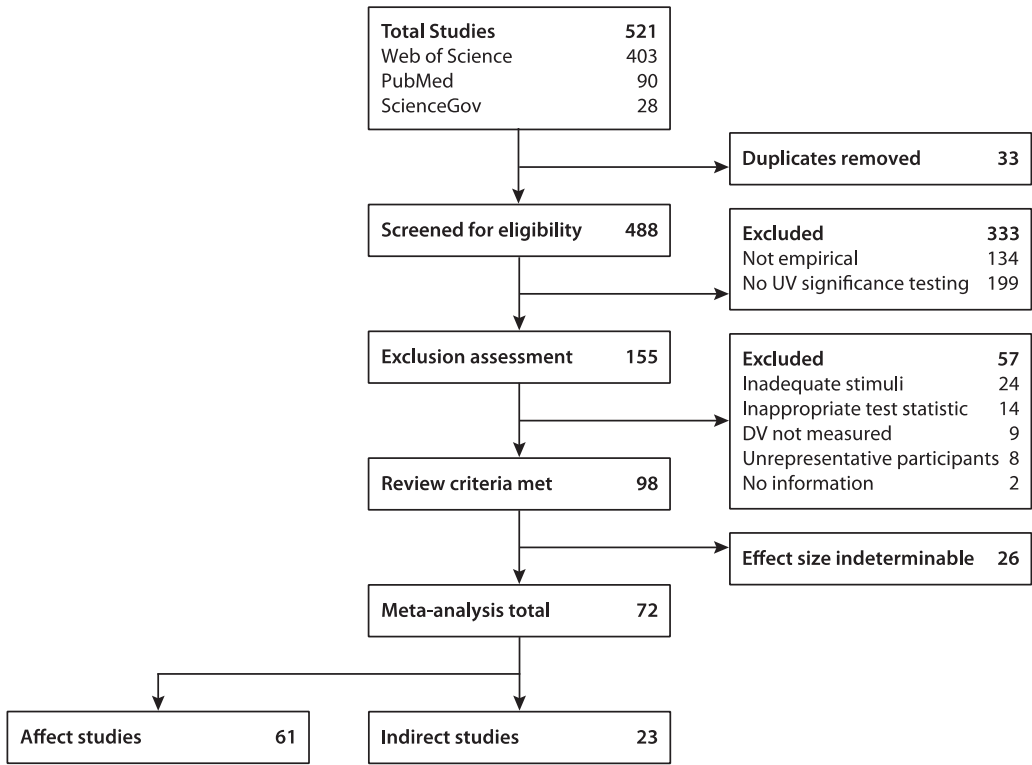 Total Studies 521
Web of Science 403
PubMed 90
ScienceGov 28
Duplicates removed 33
Screened for eligibility 488
Excluded 333
Not empirical 134
No UV significance testing 199
Exclusion assessment 155
Excluded 57
Inadequate stimuli 24
Inappropriate test statistic 14
DV not measured 9
Unrepresentative participants 8
No information 2
Review criteria met 98
Effect size indeterminable 26
Meta-analysis total 72
Affect studies 61
Indirect studies 23